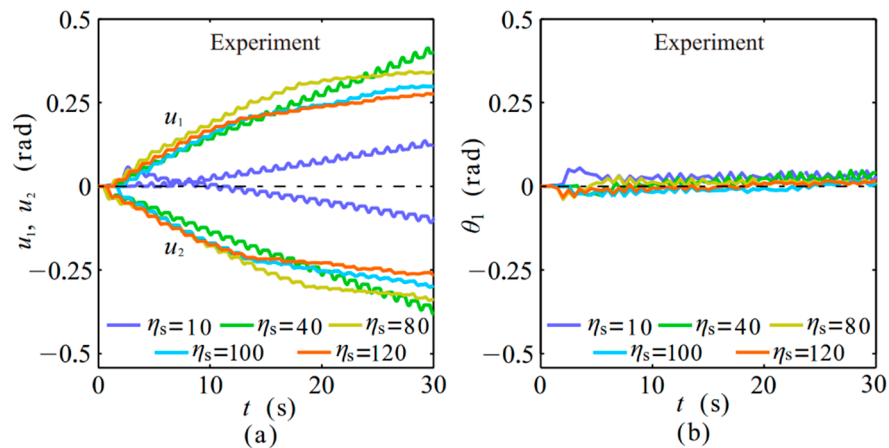 Experiment
0.5
0.25
0
−0.25
−0.5
u₁, u₂ (rad)
u₁
u₂
ηₛ=10 ηₛ=40 ηₛ=80
ηₛ=100 ηₛ=120
0 10 20 30
t (s)
(a)
Experiment
0.5
0.25
0
−0.25
−0.5
θ₁ (rad)
ηₛ=10 ηₛ=40 ηₛ=80
ηₛ=100 ηₛ=120
0 10 20 30
t (s)
(b)